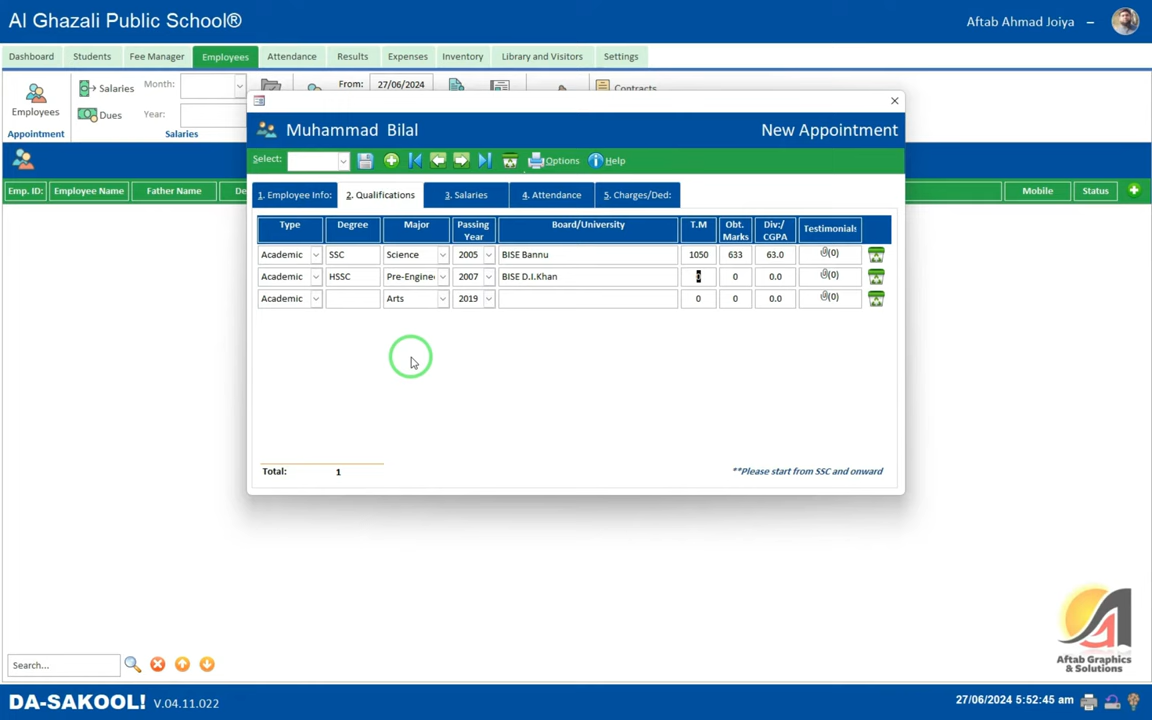 Al Ghazali Public School®
Aftab Ahmad Joiya
Dashboard Students Fee Manager Employees Attendance Results Expenses Inventory Library and Visitors Settings
Salaries Month: From: 27/06/2024 Contracts
Employees Dues Year:
Appointment Salaries
Muhammad Bilal New Appointment
Select: Options Help
Emp. ID: Employee Name Father Name De Mobile Status
1. Employee Info: 2. Qualifications 3. Salaries 4. Attendance 5. Charges/Ded:
Type Degree Major Passing Year Board/University T.M Obt. Marks Div:/ CGPA Testimonials
Academic SSC Science 2005 BISE Bannu 1050 633 63.0 (0)
Academic HSSC Pre-Enginee 2007 BISE D.I.Khan 0 0 0.0 (0)
Academic Arts 2019 0 0 0.0 (0)
Total: 1 **Please start from SSC and onward
Aftab Graphics
& Solutions
Search...
DA-SAKOOL! V.04.11.022 27/06/2024 5:52:45 am